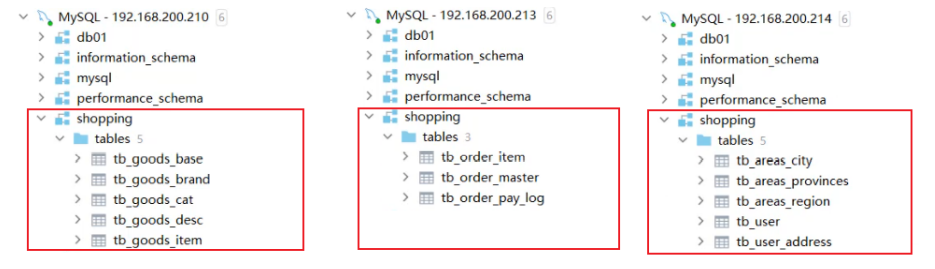 MySQL - 192.168.200.210 6
db01
information_schema
mysql
performance_schema
shopping
tables 5
tb_goods_base
tb_goods_brand
tb_goods_cat
tb_goods_desc
tb_goods_item
MySQL - 192.168.200.213 6
db01
information_schema
mysql
performance_schema
shopping
tables 3
tb_order_item
tb_order_master
tb_order_pay_log
MySQL - 192.168.200.214 6
db01
information_schema
mysql
performance_schema
shopping
tables 5
tb_areas_city
tb_areas_provinces
tb_areas_region
tb_user
tb_user_address